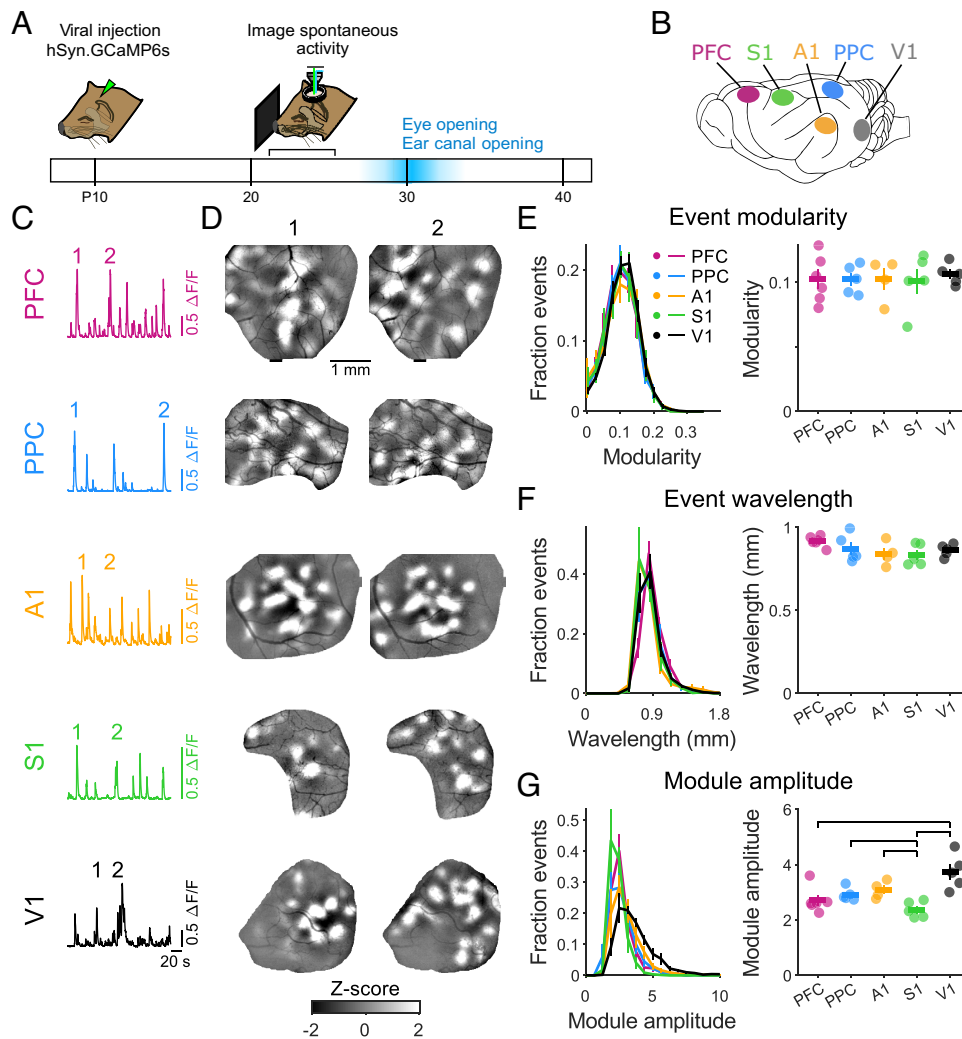 A
Viral injection
hSyn.GCaMP6s
Image spontaneous
activity
Eye opening
Ear canal opening
P10
20
30
40
B
PFC S1 A1 PPC V1
C
PFC
1 2
0.5 ΔF/F
PPC
1 2
0.5 ΔF/F
A1
1 2
0.5 ΔF/F
S1
1 2
0.5 ΔF/F
V1
1 2
0.5 ΔF/F
20 s
D
1 2
1 mm
Z-score
-2 0 2
E
Event modularity
Fraction events
0.2
0.1
0
0 0.1 0.2 0.3
Modularity
PFC
PPC
A1
S1
V1
Modularity
0.1
0
PFC PPC A1 S1 V1
F
Event wavelength
Fraction events
0.4
0.2
0
0 0.9 1.8
Wavelength (mm)
Wavelength (mm)
1
0.5
0
PFC PPC A1 S1 V1
G
Module amplitude
Fraction events
0.5
0.4
0.3
0.2
0.1
0
0 5 10
Module amplitude
Module amplitude
6
4
2
0
PFC PPC A1 S1 V1